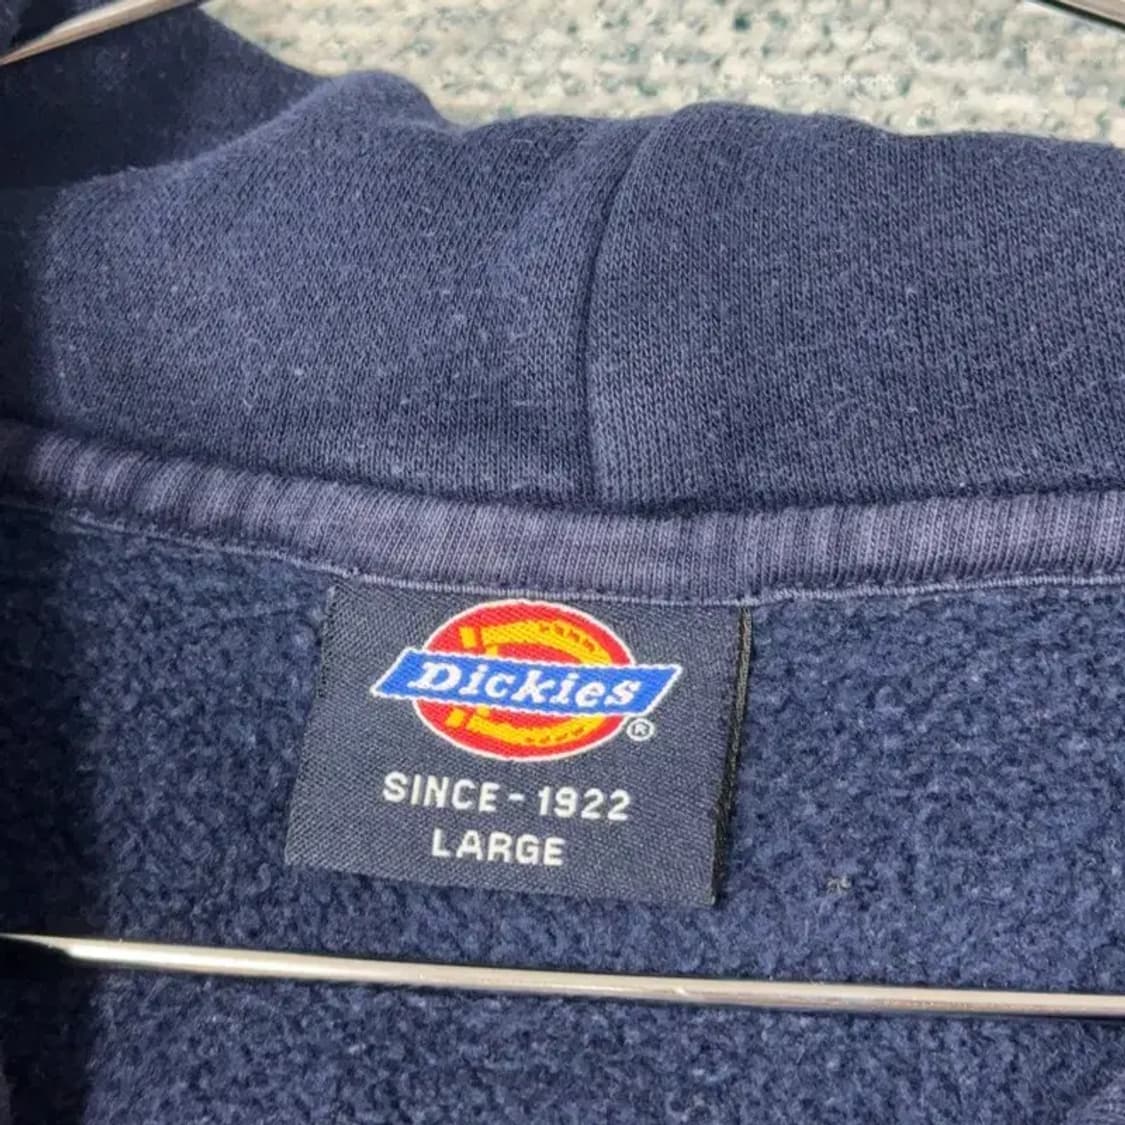 Dickies
®
SINCE - 1922
LARGE